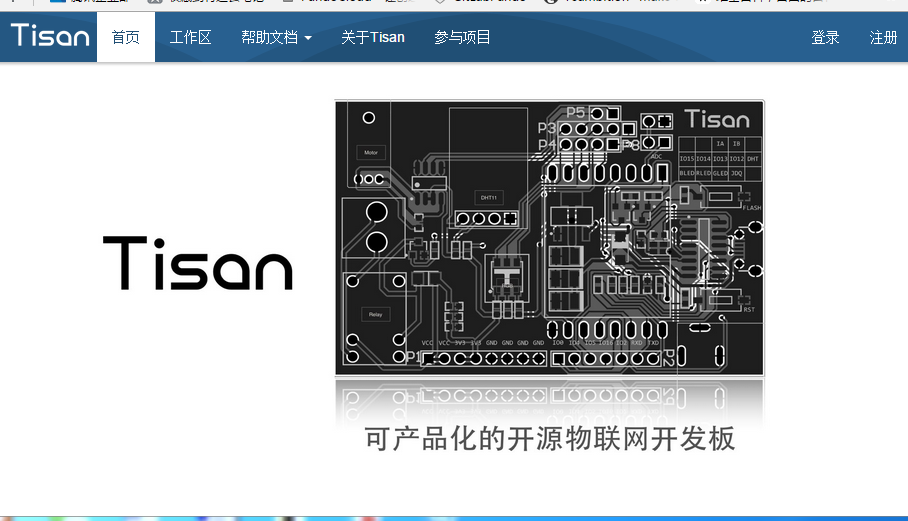 Tisan 首页 工作区 帮助文档 关于Tisan 参与项目 登录 注册
P5
Tisan
P3
P4
IA IB
ADC
IO15 IO14 IO13 IO12 DHT
BLED RLED GLED JDQ
Motor
DHT11
FLASH
Tisan
Relay
RST
VCC VCC 3V3 3V3 GND GND GND GND IO0 IO4 IO5 IO16 IO2 RXD TXD
P1
P2
可产品化的开源物联网开发板